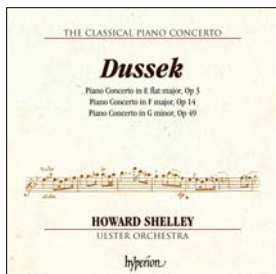 THE CLASSICAL PIANO CONCERTO
Dussek
Piano Concerto in E flat major, Op 3
Piano Concerto in F major, Op 14
Piano Concerto in G minor, Op 49
HOWARD SHELLEY
ULSTER ORCHESTRA
hyperion